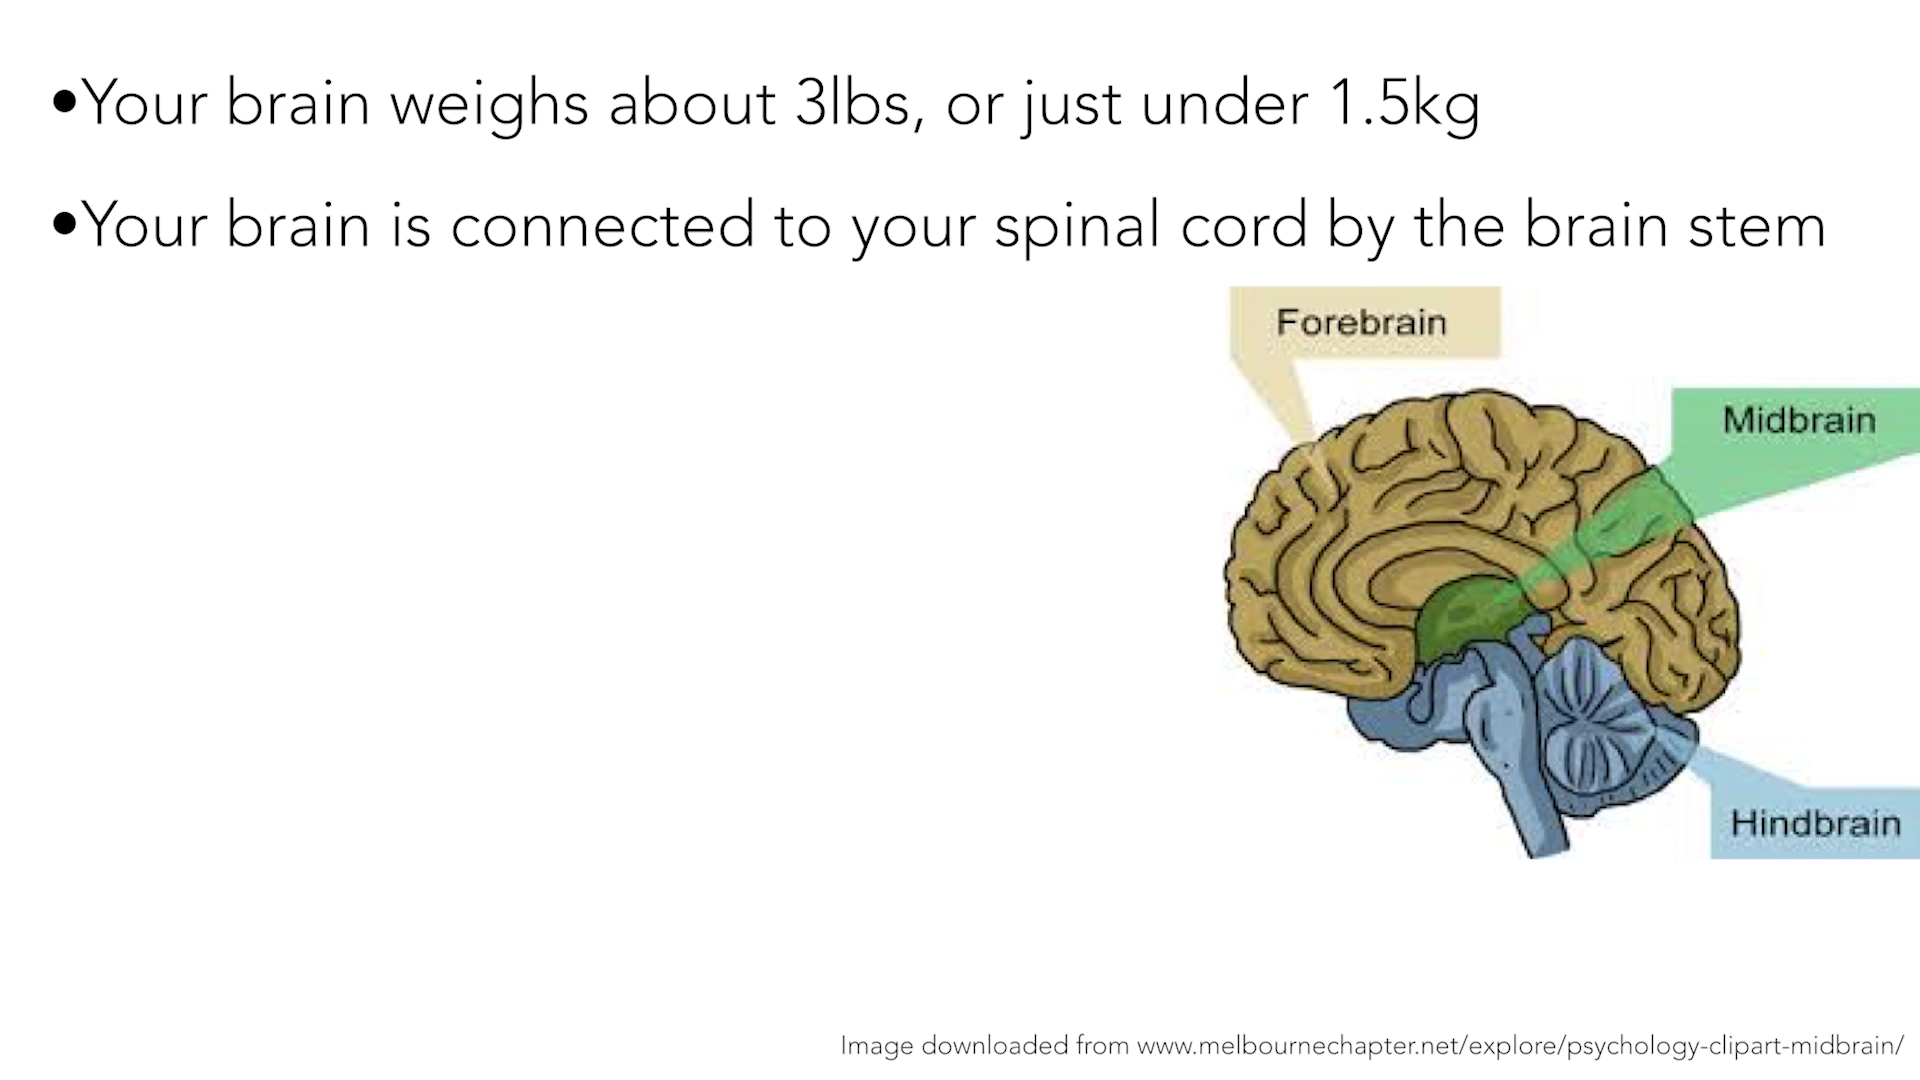 •Your brain weighs about 3lbs, or just under 1.5kg
•Your brain is connected to your spinal cord by the brain stem
Forebrain
Midbrain
Hindbrain
Image downloaded from www.melbournechapter.net/explore/psychology-clipart-midbrain/